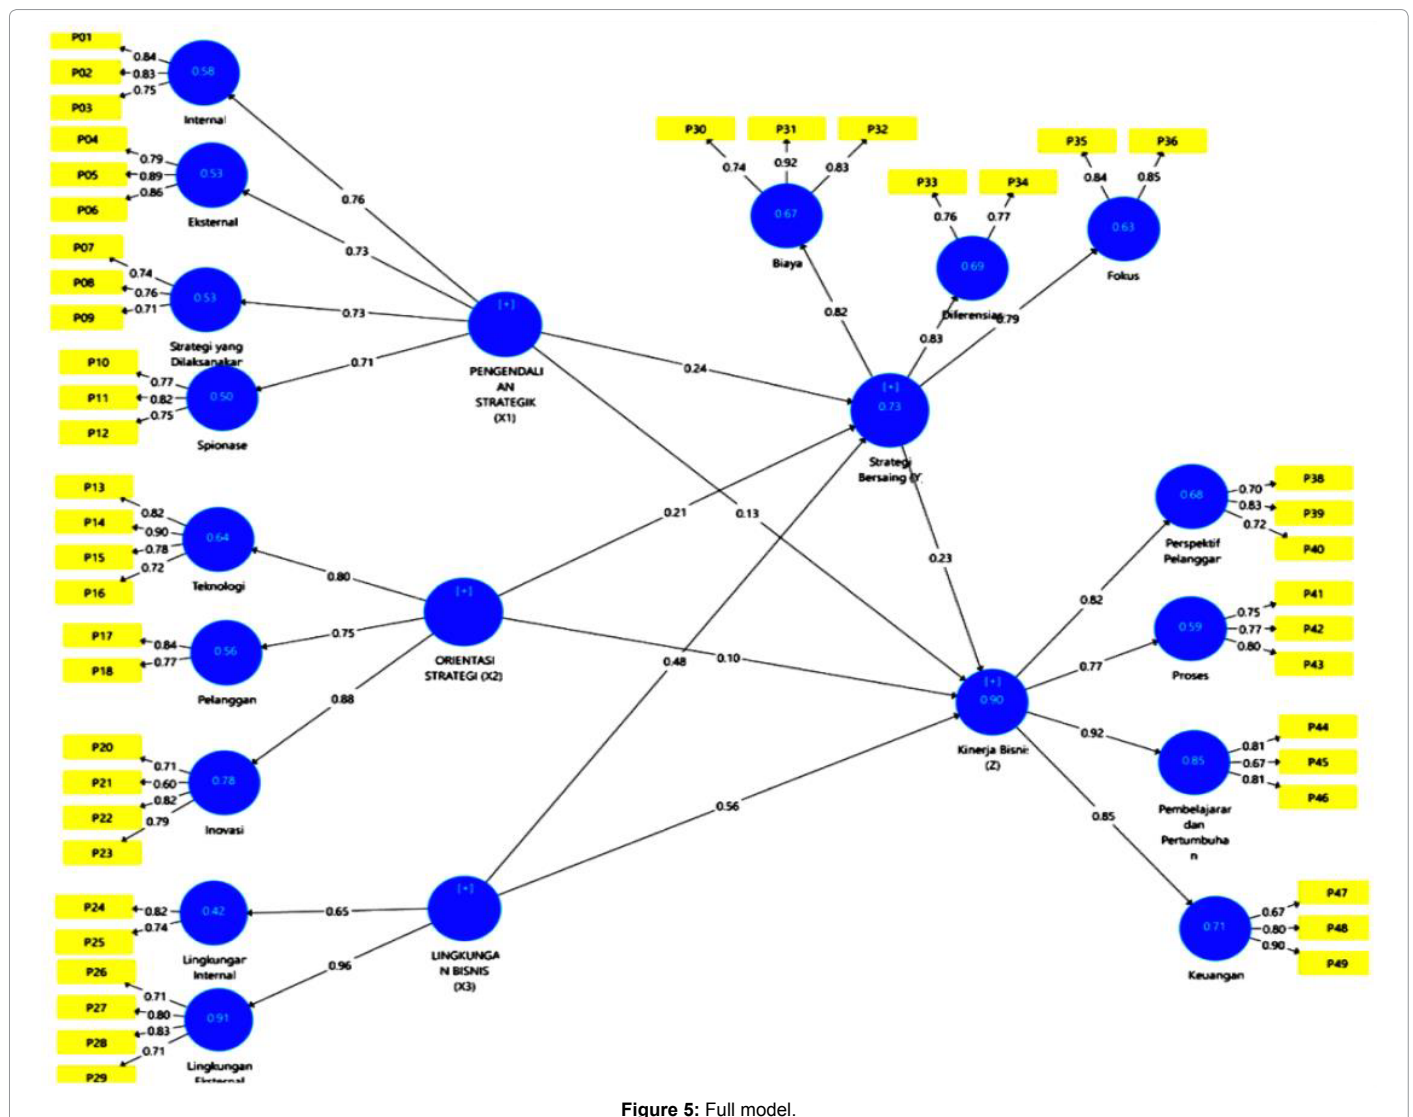 P01
P02
P03
0.84
0.83
0.75
0.58
Internal
P04
P05
P06
0.79
0.89
0.86
0.53
Eksternal
P07
P08
P09
0.74
0.76
0.71
0.53
Strategi yang
Dilaksanakar
P10
P11
P12
0.77
0.82
0.75
0.50
Spionase
0.76
0.73
0.73
0.71
[+]
PENGENDALI
AN
STRATEGIK
(X1)
P13
P14
P15
P16
0.82
0.90
0.78
0.72
0.64
Teknologi
P17
P18
0.84
0.77
0.56
Pelanggan
P20
P21
P22
P23
0.71
0.60
0.82
0.79
0.78
Inovasi
0.80
0.75
0.88
[+]
ORIENTASI
STRATEGI (X2)
P24
P25
0.82
0.74
0.42
Lingkungar
Internal
P26
P27
P28
P29
0.71
0.80
0.83
0.71
0.91
Lingkungan
Eksternal
0.65
0.96
[+]
LINGKUNGA
N BISNIS
(X3)
0.24
0.13
0.21
0.10
0.48
0.56
0.23
P30
P31
P32
0.74
0.92
0.83
0.67
Biaya
P33
P34
0.76
0.77
0.69
Diferensias
P35
P36
0.84
0.85
0.63
Fokus
0.82
0.83
0.79
[+]
0.73
Strategi
Bersaing (Y
[+]
0.90
Kinerja Bisni:
(Z)
0.82
0.77
0.92
0.85
0.68
Perspektif
Pelanggar
0.70
0.83
0.72
P38
P39
P40
0.59
Proses
0.75
0.77
0.80
P41
P42
P43
0.85
Pembelajarar
dan
Pertumbuha
n
0.81
0.67
0.81
P44
P45
P46
0.71
Keuangan
0.67
0.80
0.90
P47
P48
P49
Figure 5: Full model.